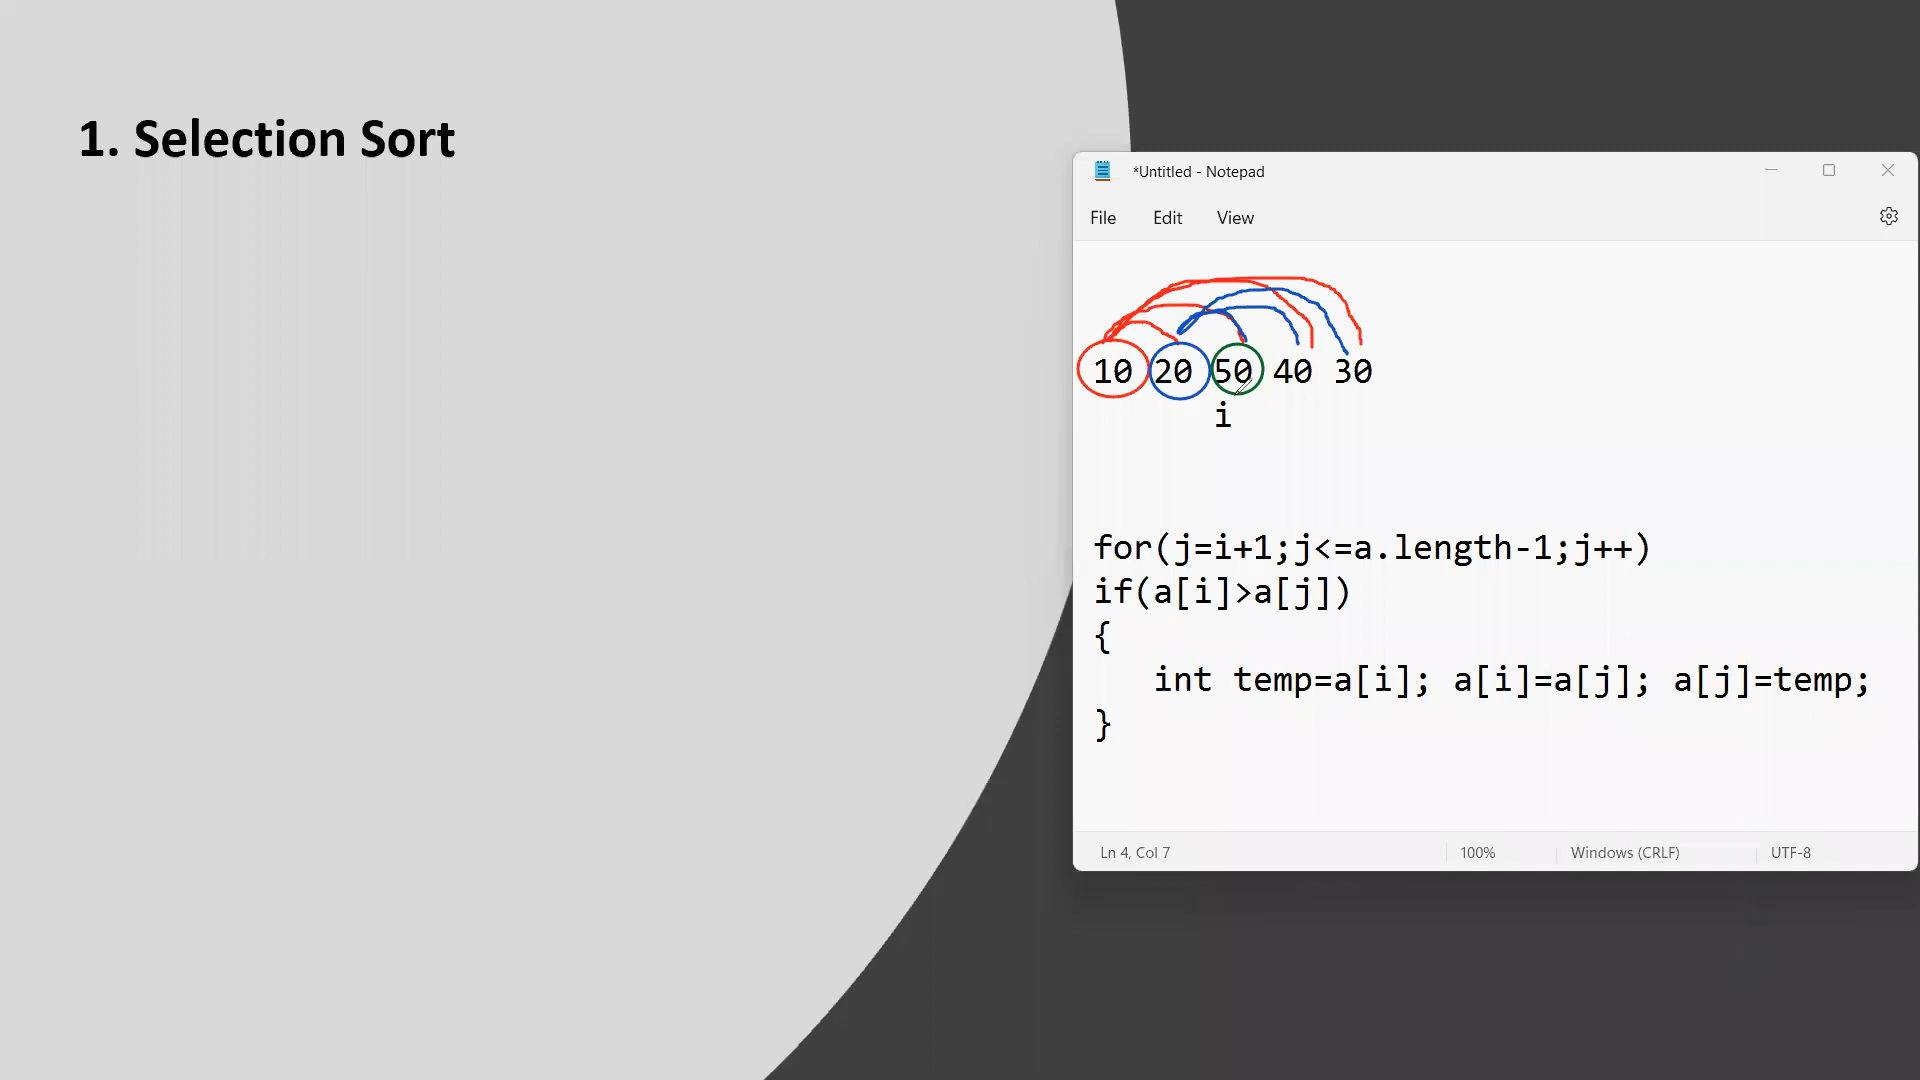 1. Selection Sort
*Untitled - Notepad
File Edit View
10 20 50 40 30
i
for(j=i+1;j<=a.length-1;j++)
if(a[i]>a[j])
{
int temp=a[i]; a[i]=a[j]; a[j]=temp;
}
Ln 4, Col 7 100% Windows (CRLF) UTF-8